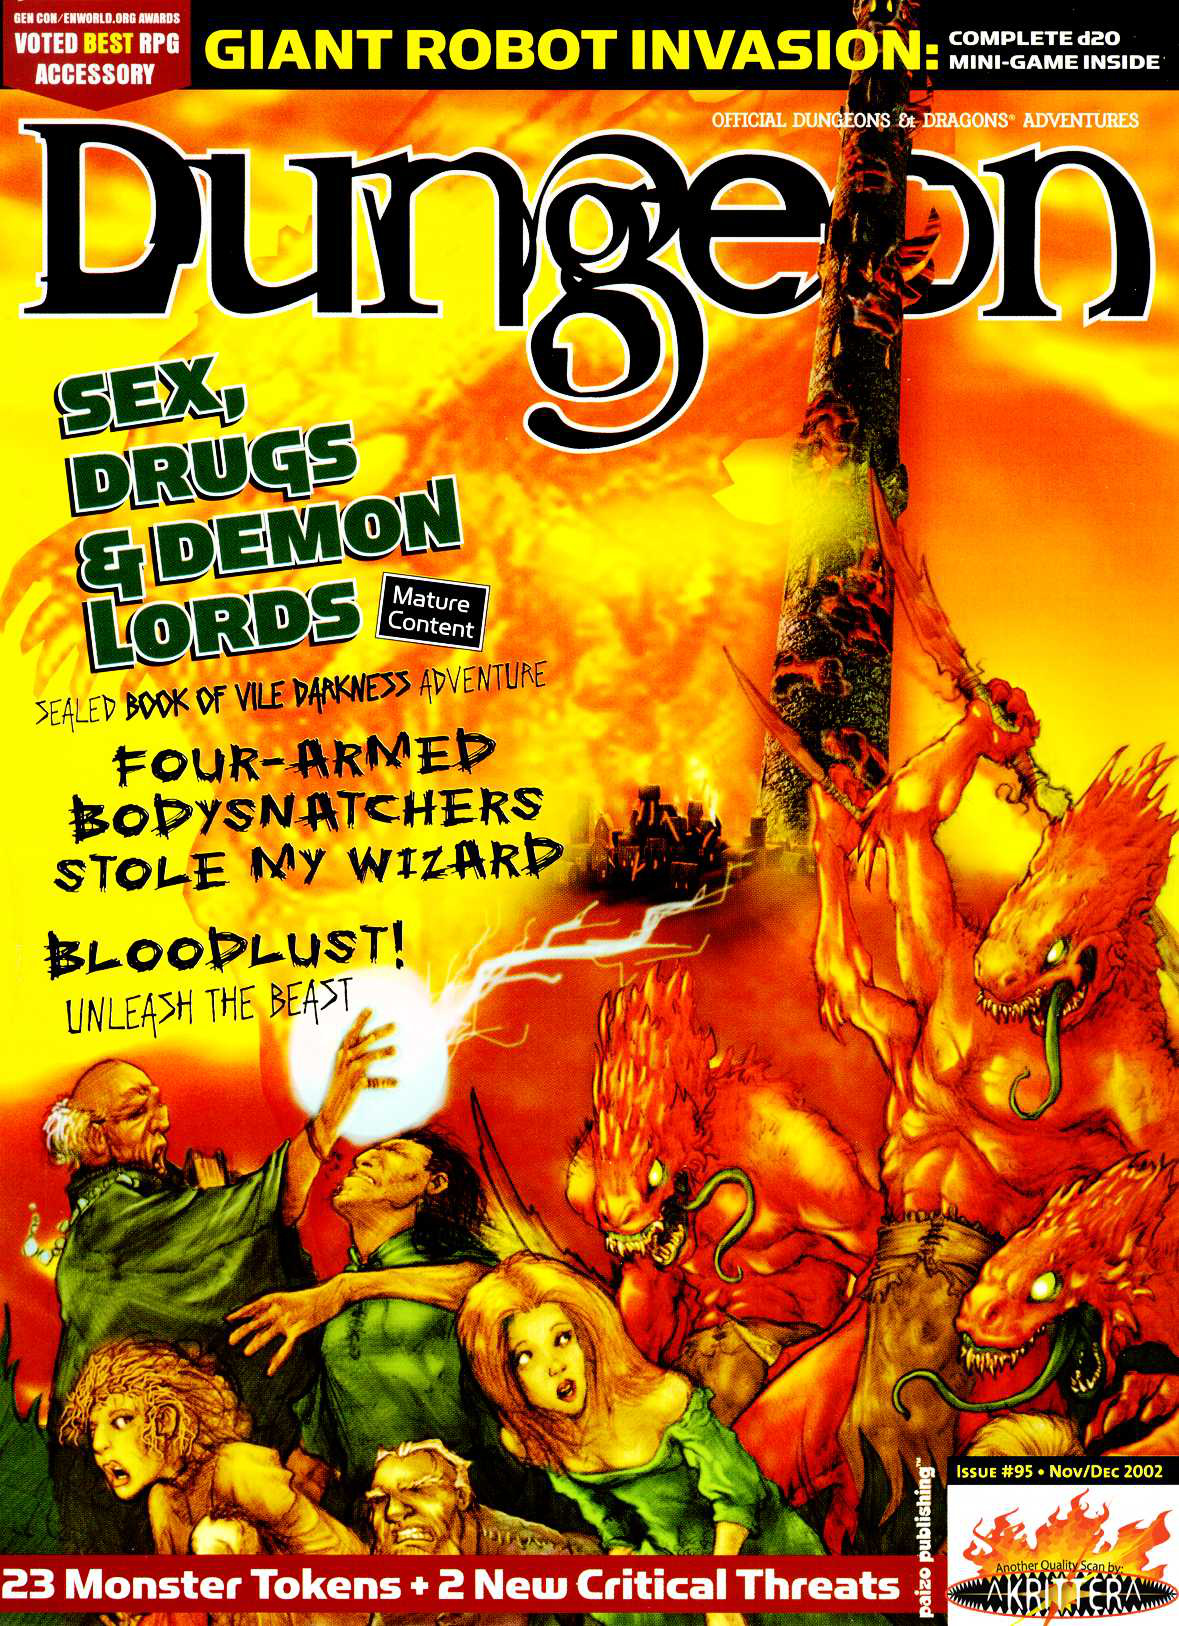 GEN CON/ENWORLD.ORG AWARDS
VOTED BEST RPG
ACCESSORY
GIANT ROBOT INVASION:
COMPLETE d20
MINI-GAME INSIDE
OFFICIAL DUNGEONS & DRAGONS® ADVENTURES
Dungeon
SEX,
DRUGS
& DEMON
LORDS
Mature
Content
SEALED BOOK OF VILE DARKNESS ADVENTURE
FOUR-ARMED
BODYSNATCHERS
STOLE MY WIZARD
BLOODLUST!
UNLEASH THE BEAST
ISSUE #95 • NOV/DEC 2002
paizo publishing™
Another Quality Scan by:
AKRITTERA
23 Monster Tokens + 2 New Critical Threats